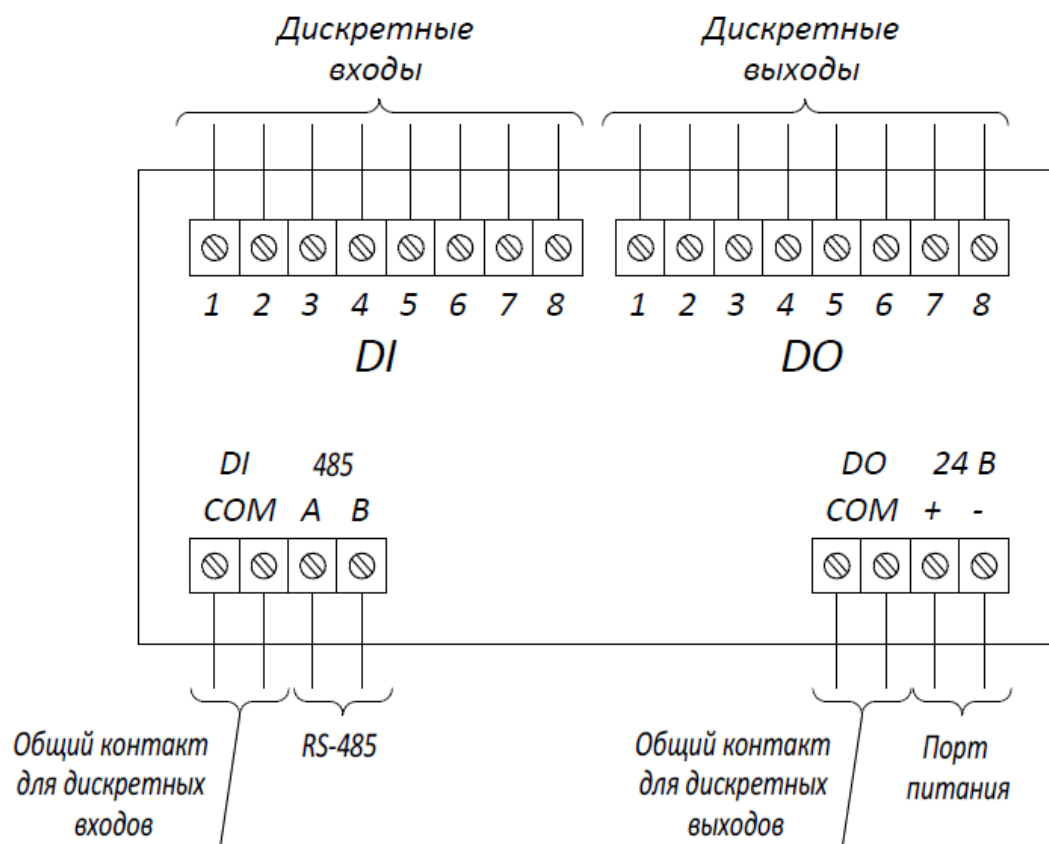 Дискретные
входы
Дискретные
выходы
1 2 3 4 5 6 7 8
DI
1 2 3 4 5 6 7 8
DO
DI 485
COM A B
DO 24 В
COM + -
Общий контакт
для дискретных
входов
RS-485
Общий контакт
для дискретных
выходов
Порт
питания